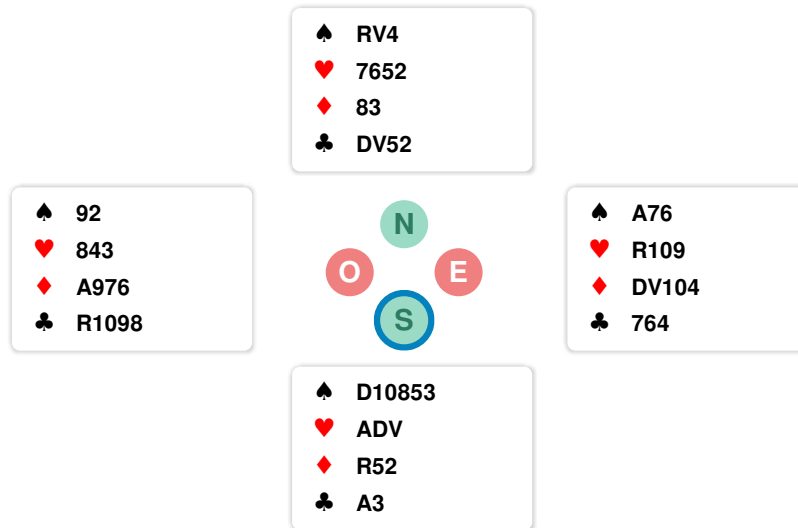 ♠ RV4
♥ 7652
♦ 83
♣ DV52
♠ 92
♥ 843
♦ A976
♣ R1098
N
O
E
S
♠ A76
♥ R109
♦ DV104
♣ 764
♠ D10853
♥ ADV
♦ R52
♣ A3